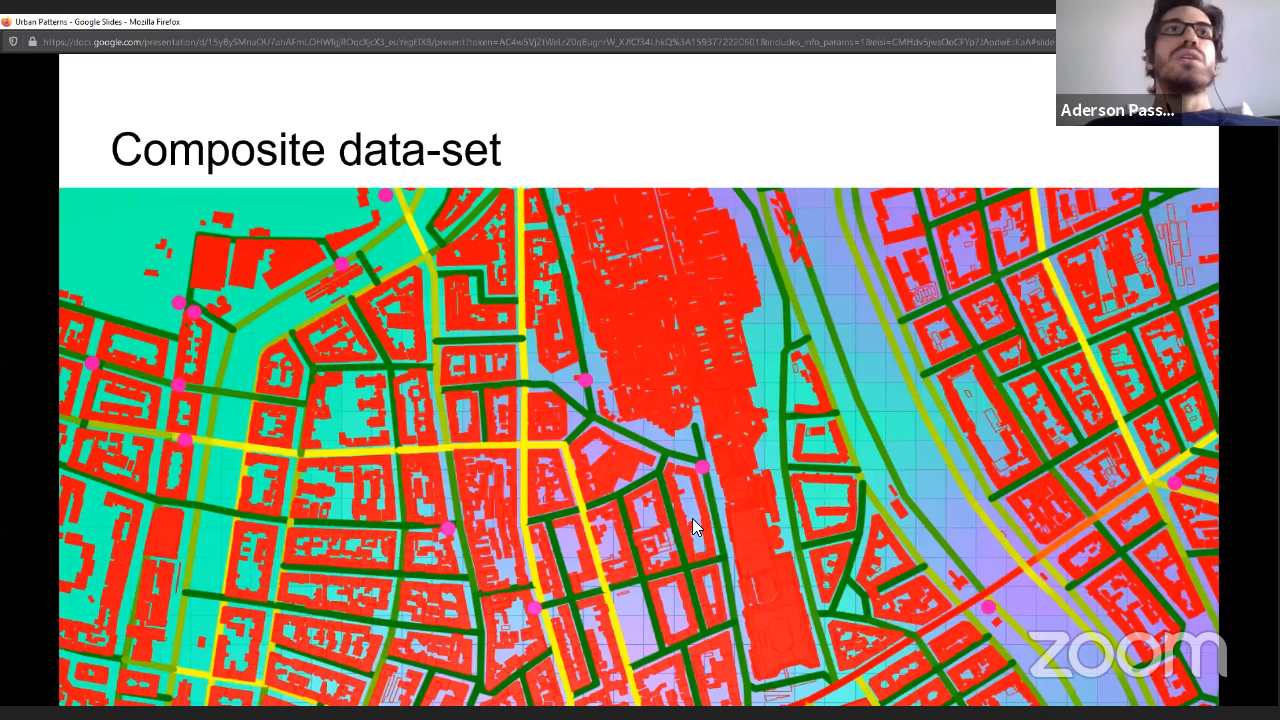 Urban Patterns - Google Slides - Mozilla Firefox
Aderson Pass...
Composite data-set
zoom